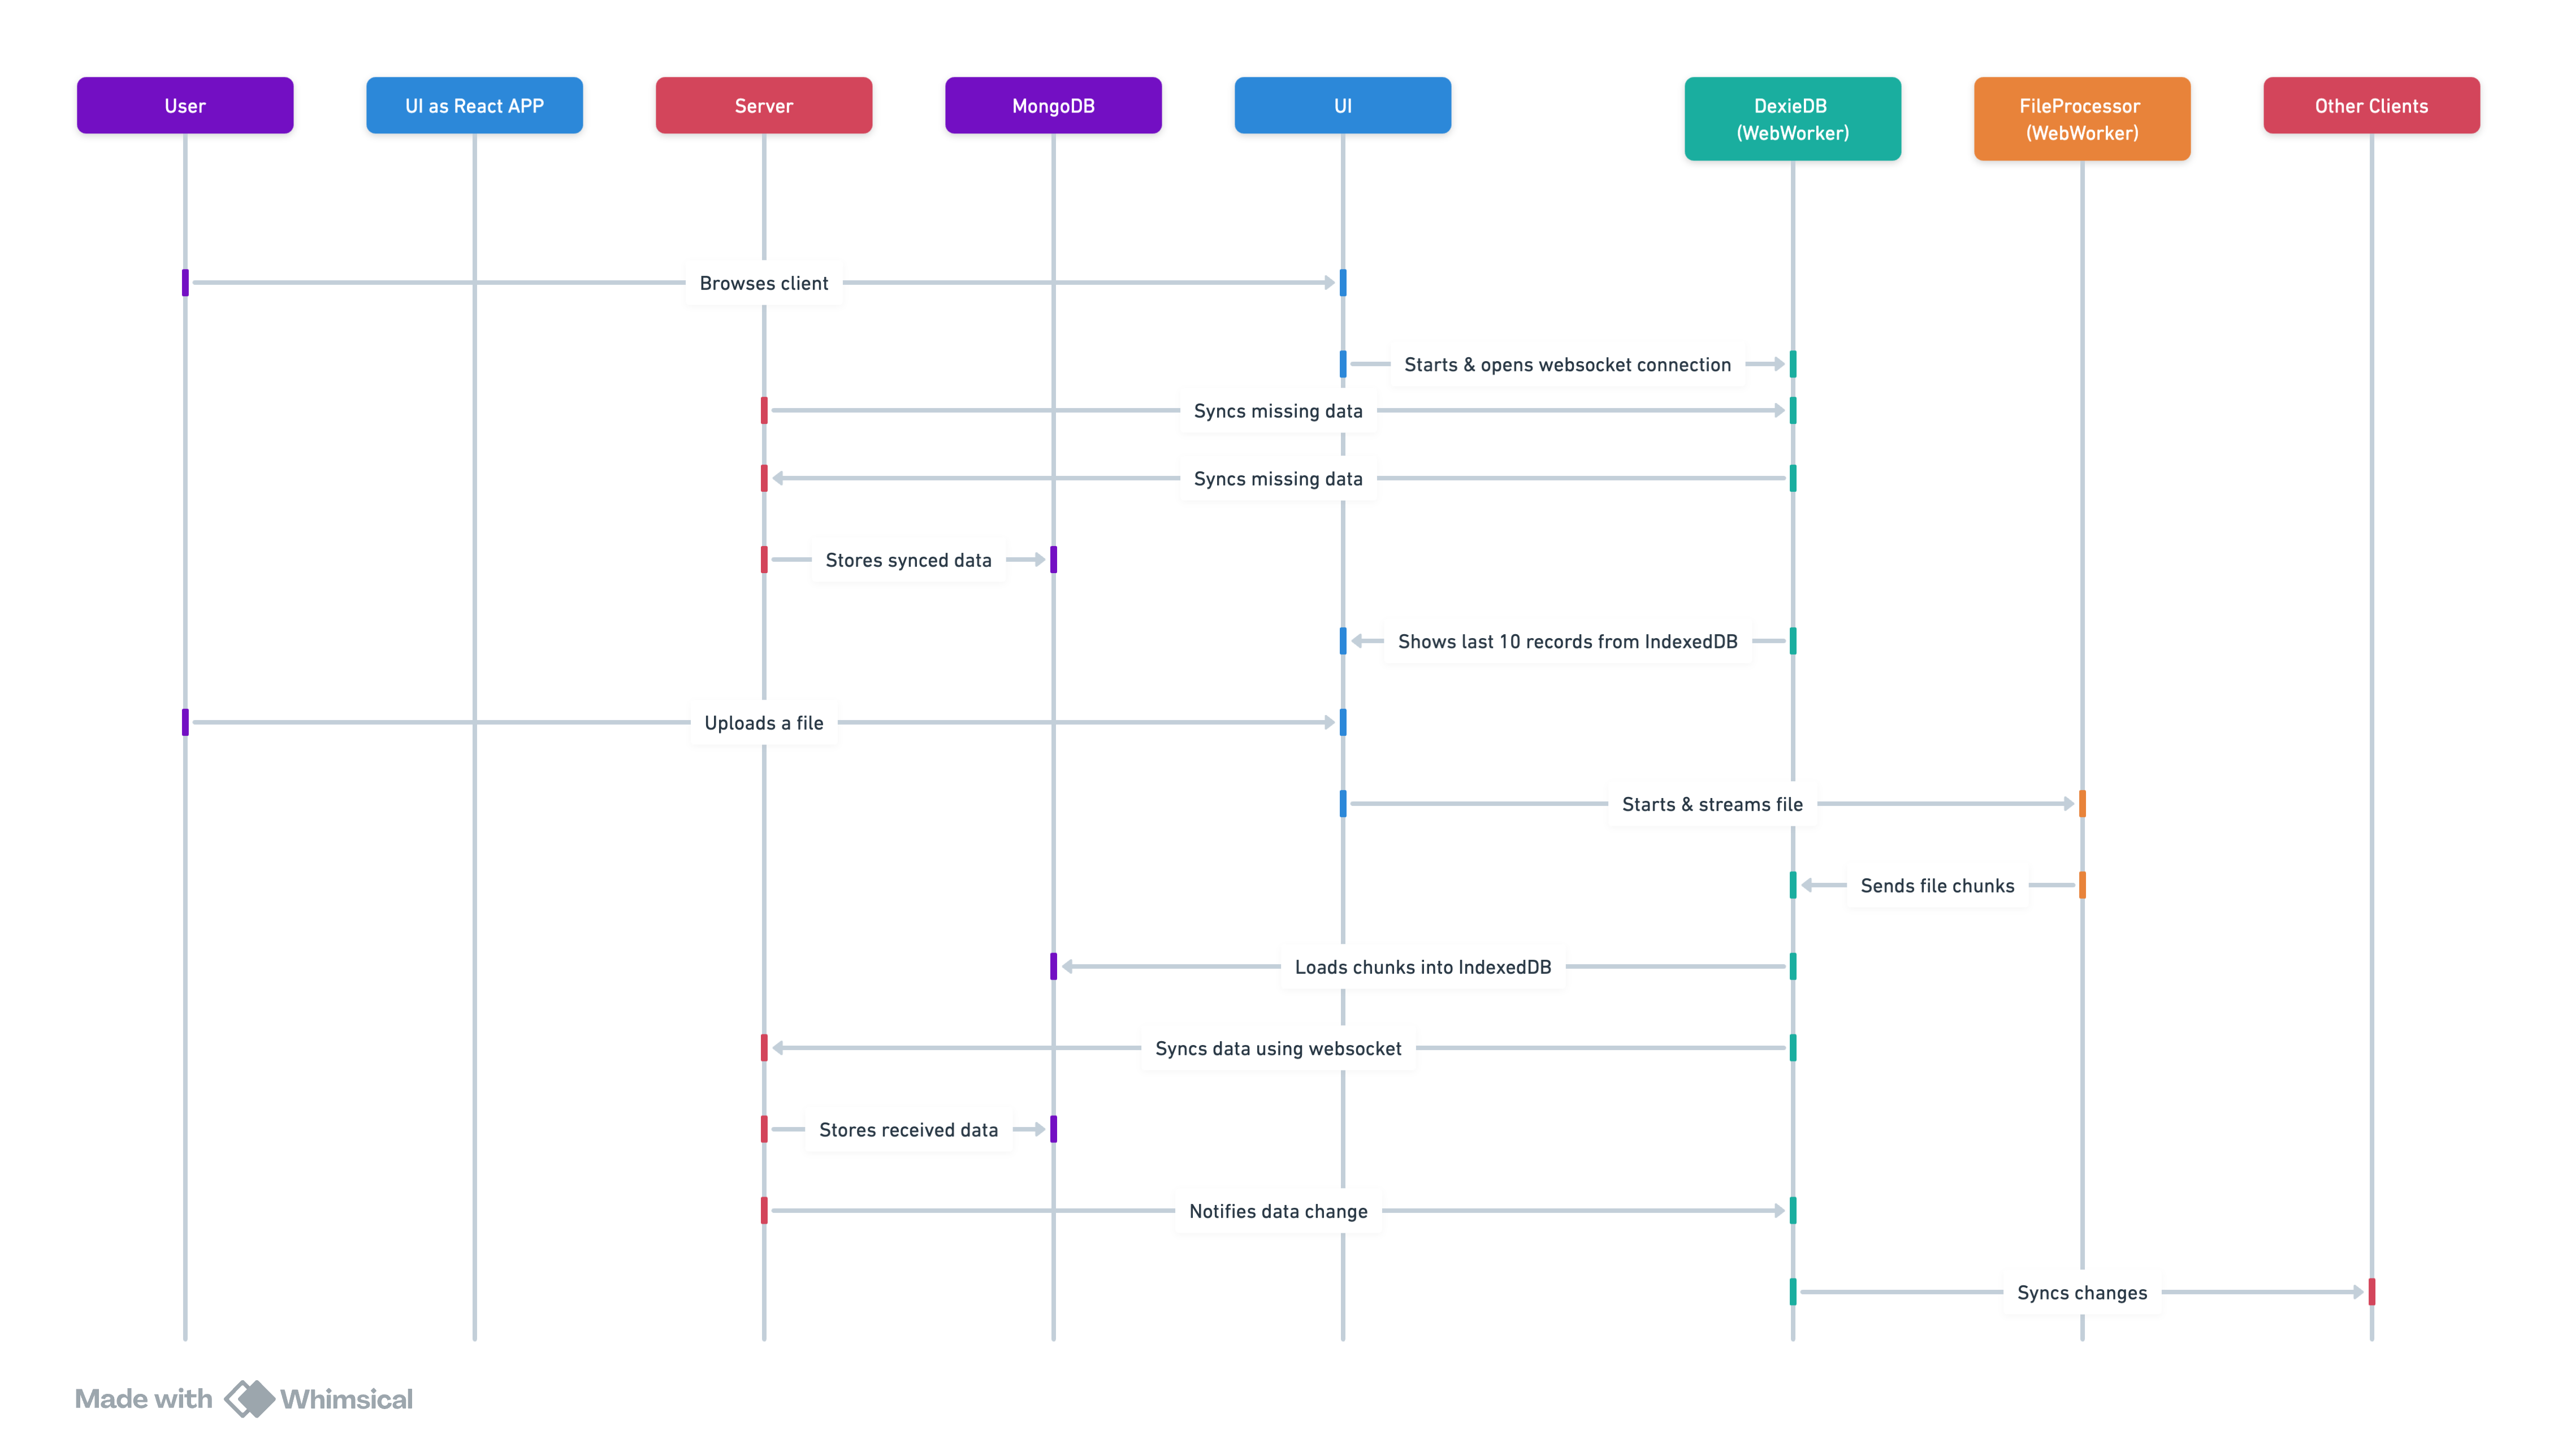 User
UI as React APP
Server
MongoDB
UI
DexieDB
(WebWorker)
FileProcessor
(WebWorker)
Other Clients
Browses client
Starts & opens websocket connection
Syncs missing data
Syncs missing data
Stores synced data
Shows last 10 records from IndexedDB
Uploads a file
Starts & streams file
Sends file chunks
Loads chunks into IndexedDB
Syncs data using websocket
Stores received data
Notifies data change
Syncs changes
Made with Whimsical